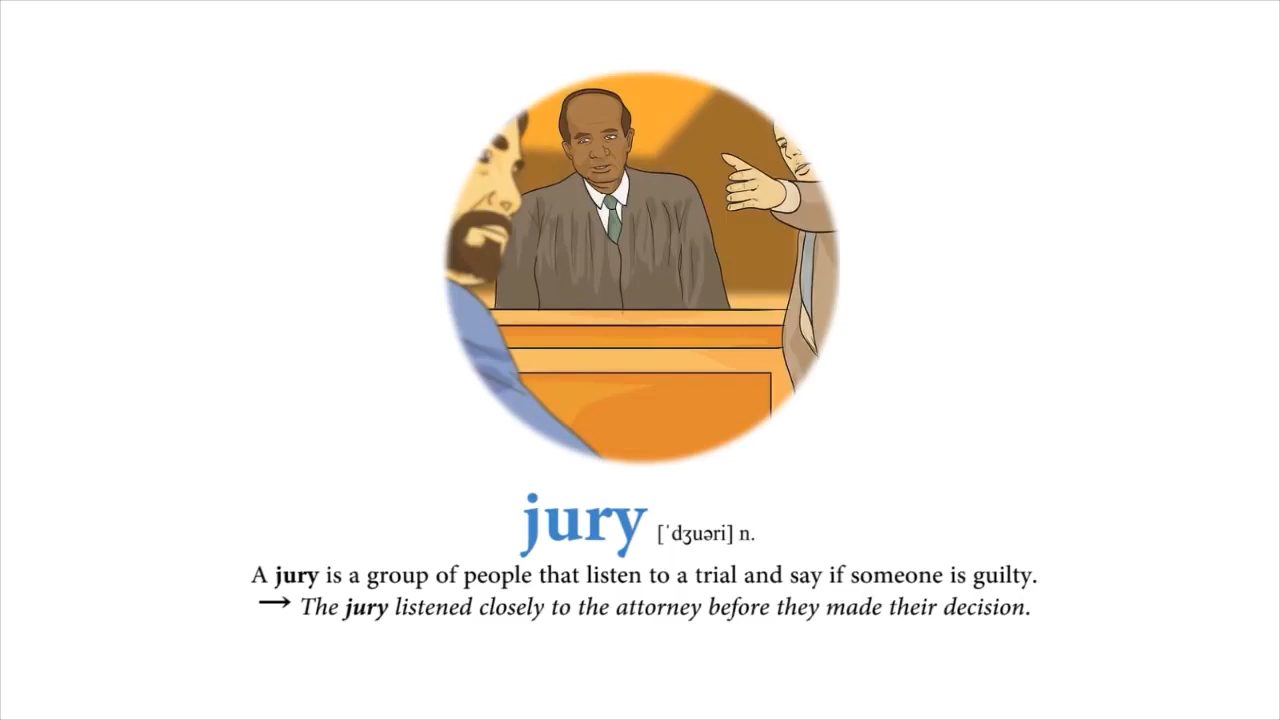 jury [ˈdʒuəri] n.
A jury is a group of people that listen to a trial and say if someone is guilty.
→ The jury listened closely to the attorney before they made their decision.